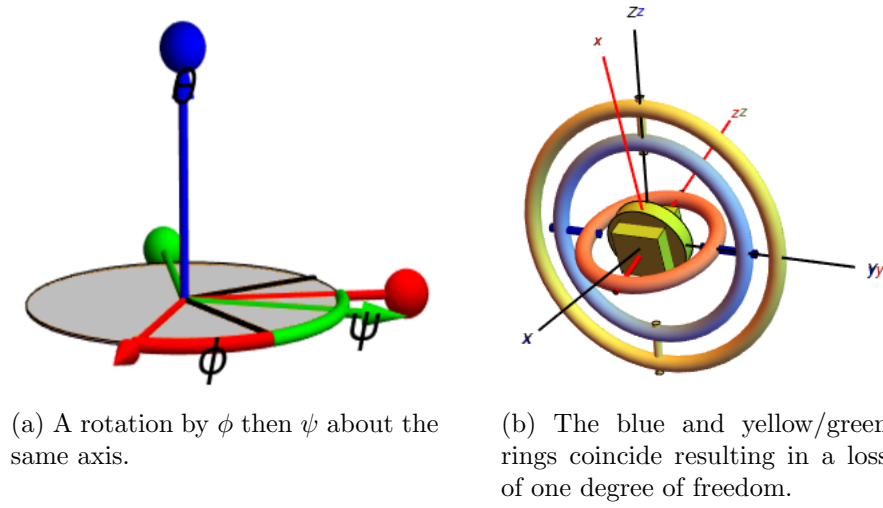 θ
ψ
ϕ
Zz
x
zz
Yy
x
(a) A rotation by ϕ then ψ about the
same axis.
(b) The blue and yellow/green
rings coincide resulting in a loss
of one degree of freedom.